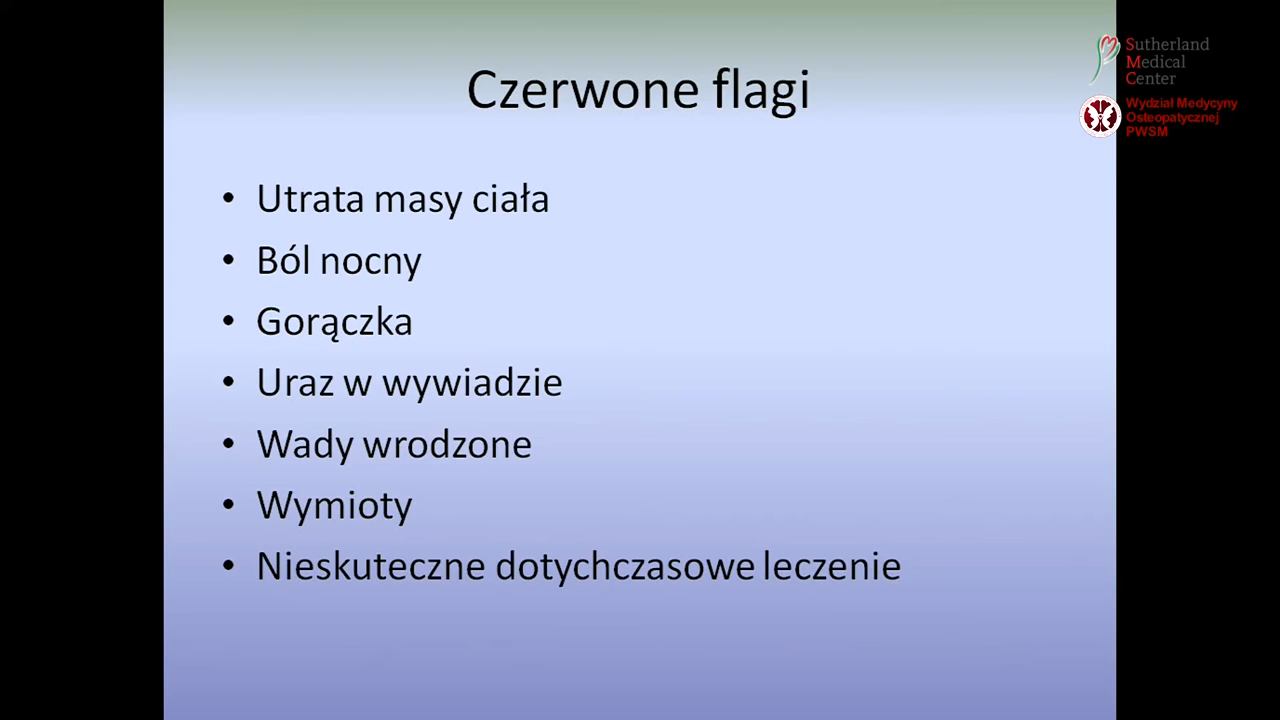 Czerwone flagi
• Utrata masy ciała
• Ból nocny
• Gorączka
• Uraz w wywiadzie
• Wady wrodzone
• Wymioty
• Nieskuteczne dotychczasowe leczenie
Sutherland
Medical
Center
Wydział Medycyny
Osteopatycznej
PWSM